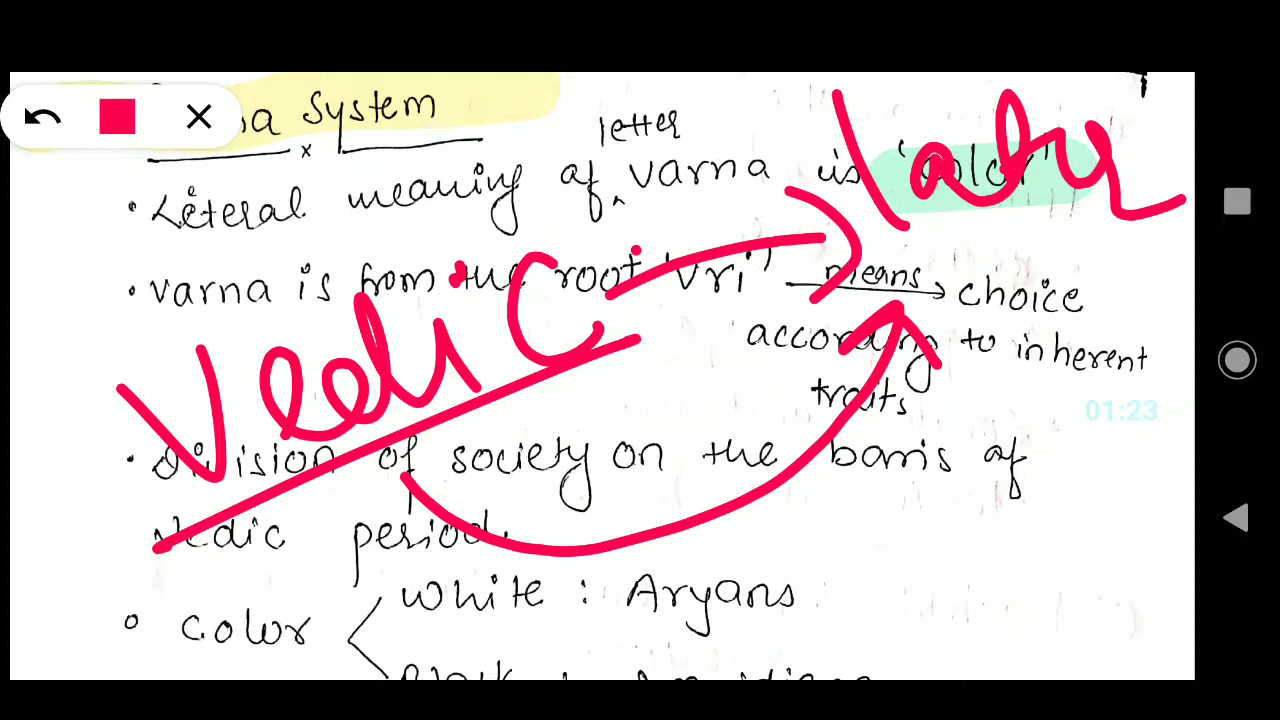 na System
letter
• Literal meaning of ^ varna is 'color'
• varna is from the root 'vri' means → choice
according to inherent
traits
01:23
• division of society on the basis of
vedic period.
• color < white : Aryans
Vedic
later